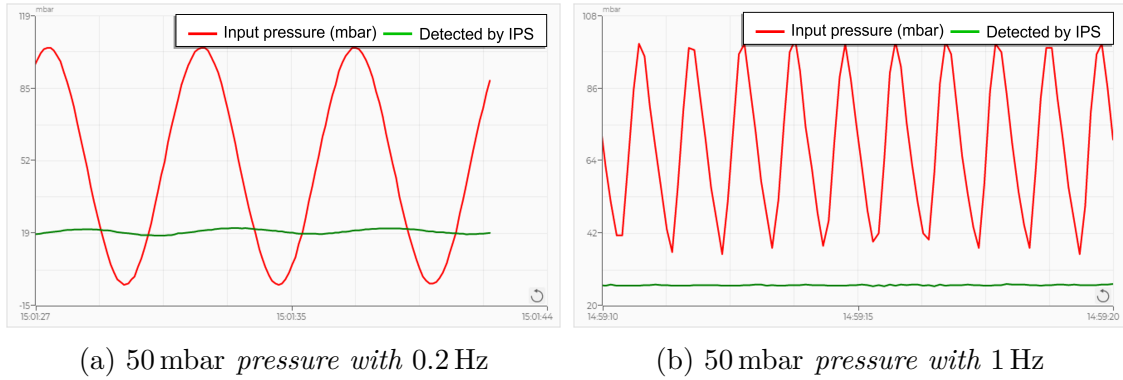 mbar
Input pressure (mbar) Detected by IPS
119
85
52
19
-15
15:01:27 15:01:35 15:01:44
(a) 50 mbar pressure with 0.2 Hz
mbar
Input pressure (mbar) Detected by IPS
108
86
64
42
20
14:59:10 14:59:15 14:59:20
(b) 50 mbar pressure with 1 Hz